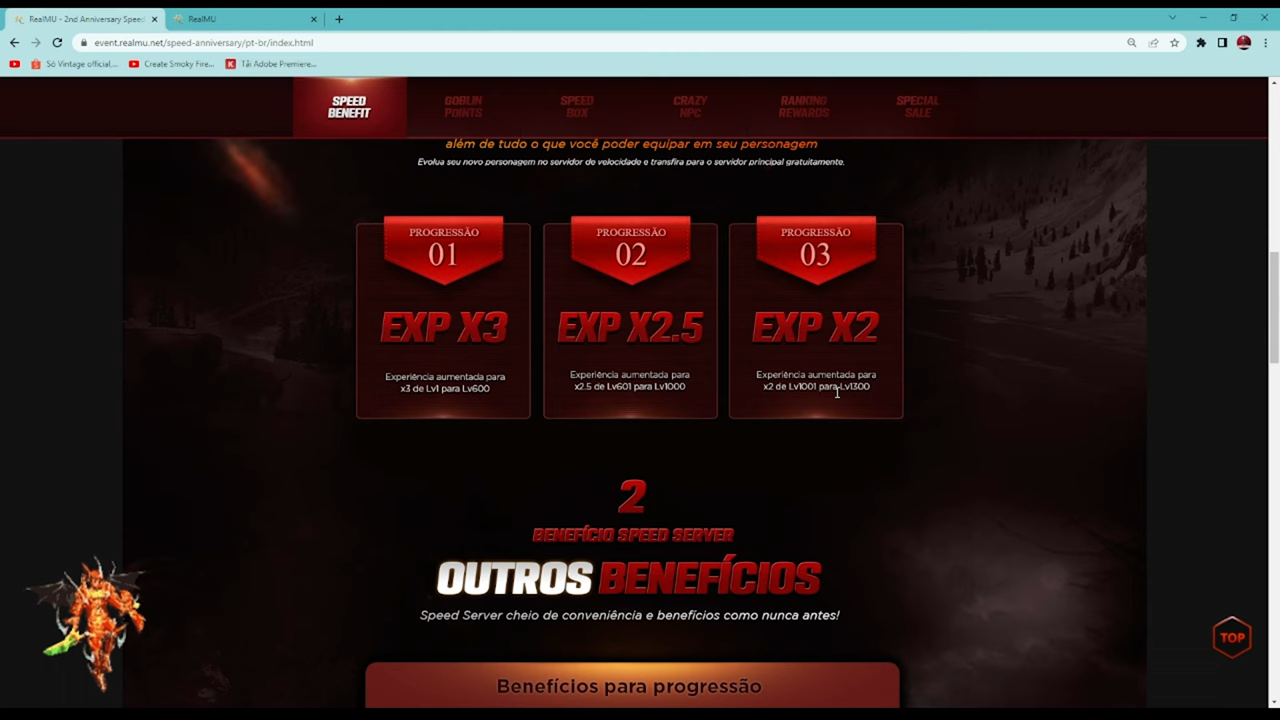 RealMU - 2nd Anniversary Speed
RealMU
event.realmu.net/speed-anniversary/pt-br/index.html
Só Vintage official,...
Create Smoky Fire...
Tải Adobe Premiere...
SPEED
BENEFIT
GOBLIN
POINTS
SPEED
BOX
CRAZY
NPC
RANKING
REWARDS
SPECIAL
SALE
além de tudo o que você poder equipar em seu personagem
Evolua seu novo personagem no servidor de velocidade e transfira para o servidor principal gratuitamente.
PROGRESSÃO
01
EXP X3
Experiência aumentada para
x3 de Lv1 para Lv600
PROGRESSÃO
02
EXP X2.5
Experiência aumentada para
x2.5 de Lv601 para Lv1000
PROGRESSÃO
03
EXP X2
Experiência aumentada para
x2 de Lv1001 para Lv1300
2
BENEFÍCIO SPEED SERVER
OUTROS BENEFÍCIOS
Speed Server cheio de conveniência e benefícios como nunca antes!
Benefícios para progressão
TOP